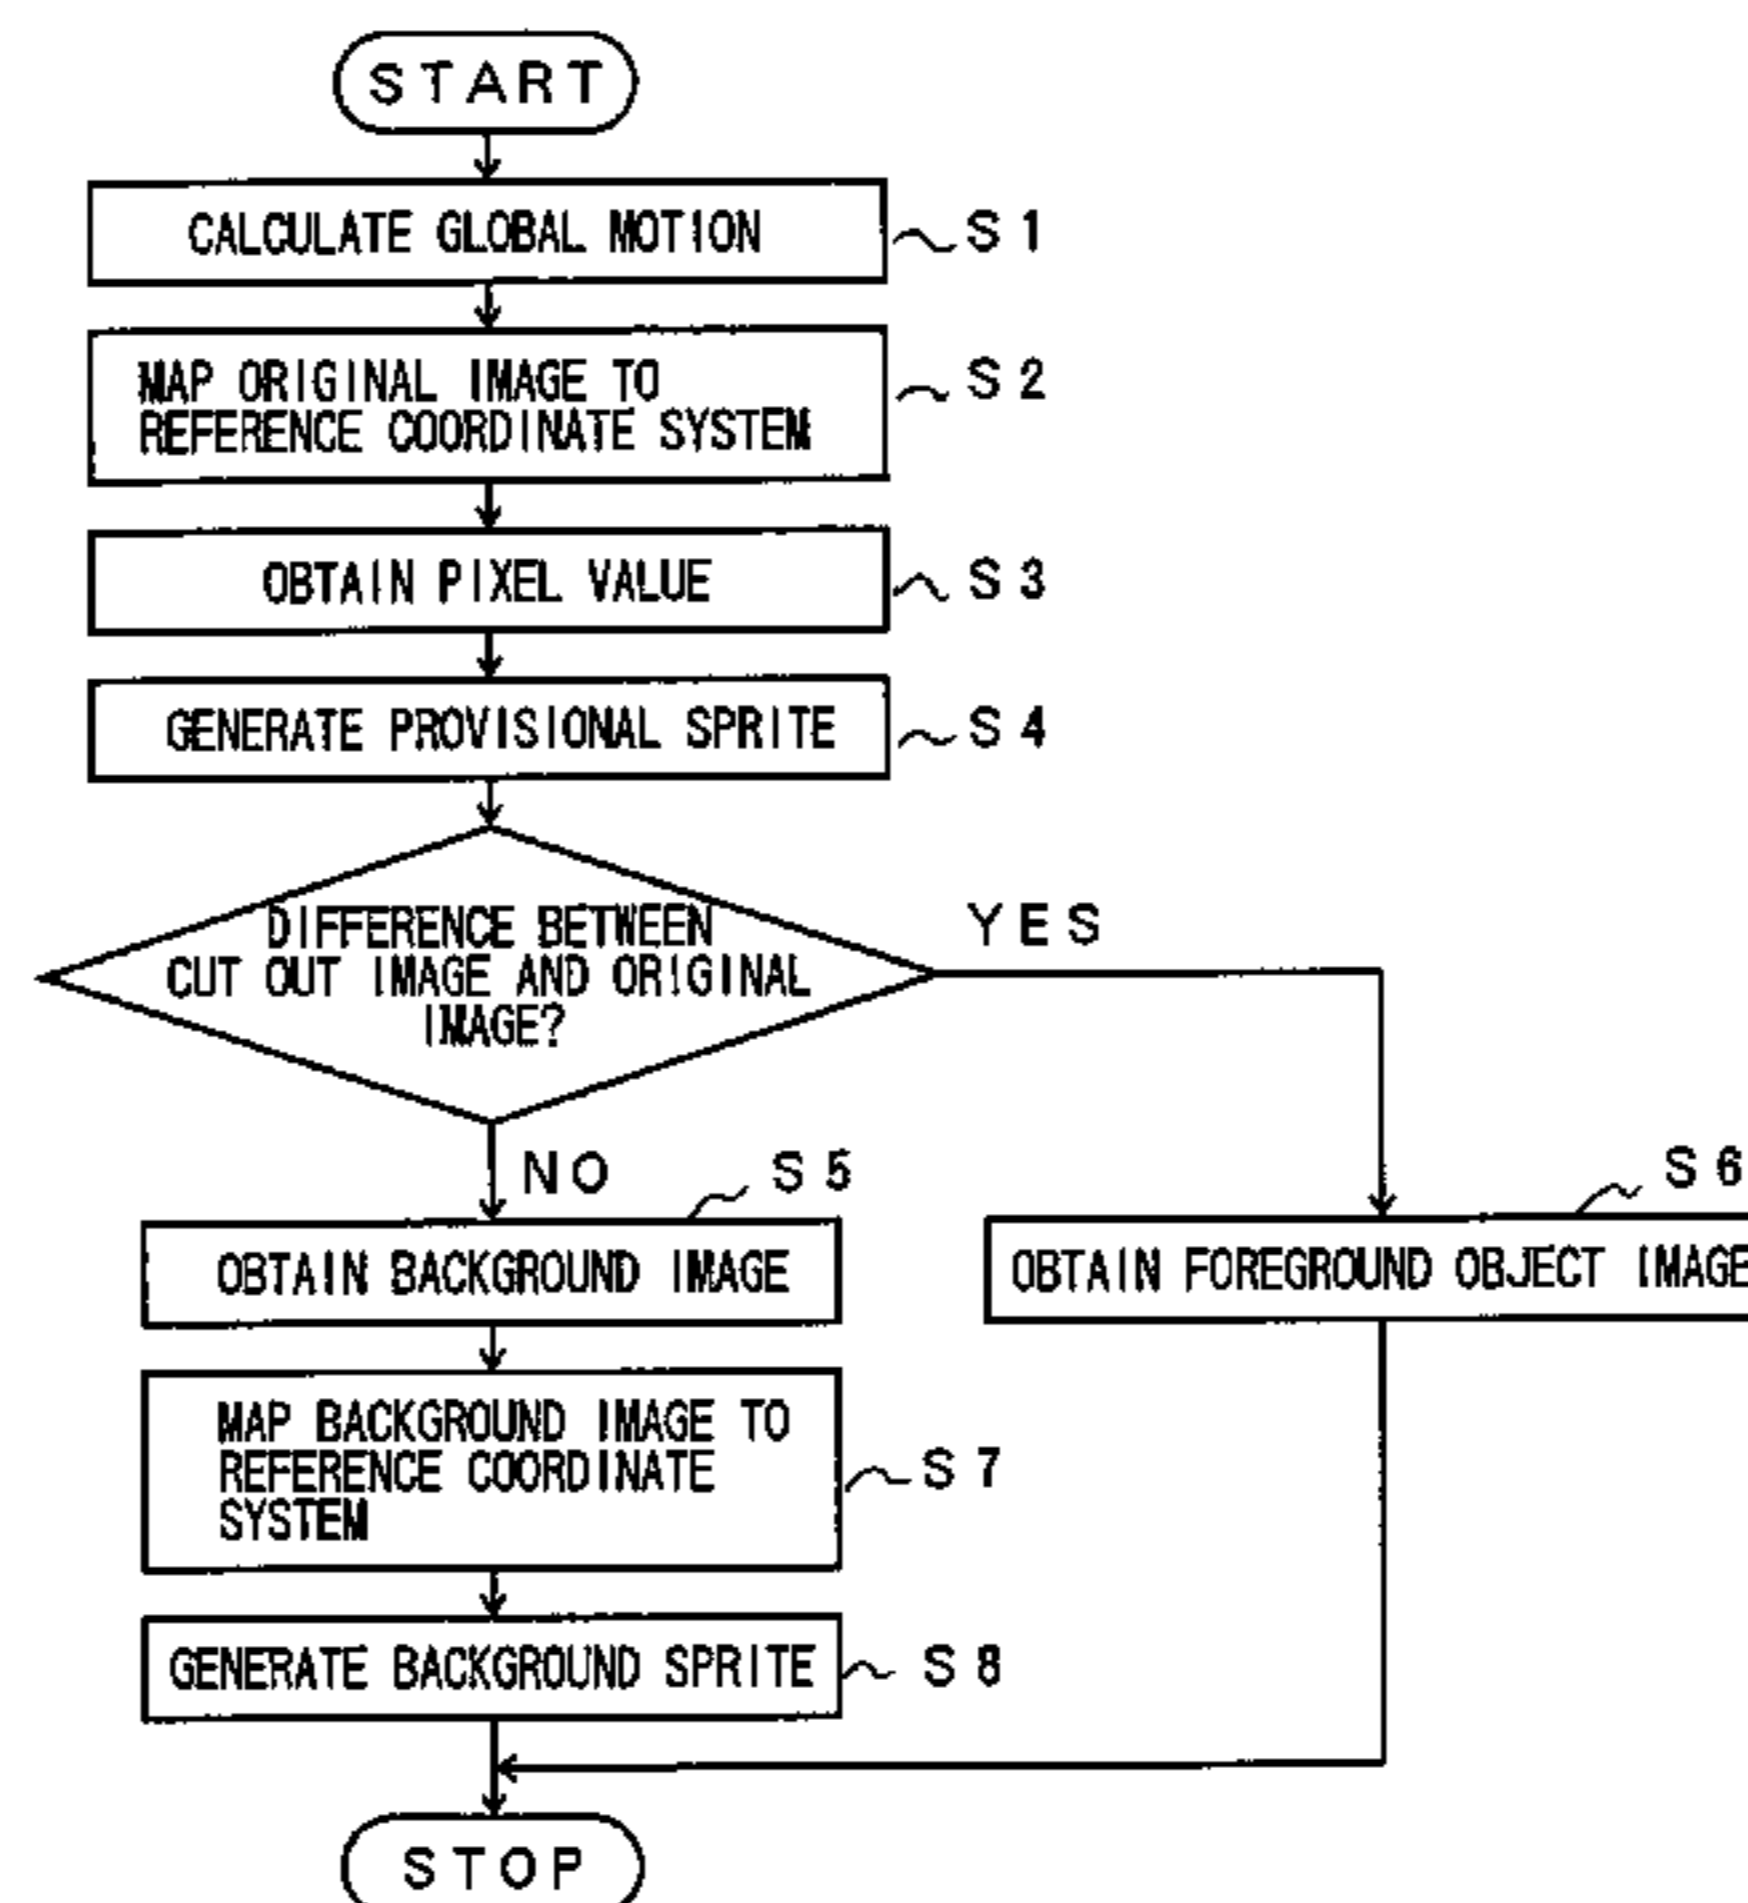 START
CALCULATE GLOBAL MOTION
S1
MAP ORIGINAL IMAGE TO
REFERENCE COORDINATE SYSTEM
S2
OBTAIN PIXEL VALUE
S3
GENERATE PROVISIONAL SPRITE
S4
DIFFERENCE BETWEEN
CUT OUT IMAGE AND ORIGINAL
IMAGE?
YES
NO
S5
OBTAIN BACKGROUND IMAGE
S6
OBTAIN FOREGROUND OBJECT IMAGE
MAP BACKGROUND IMAGE TO
REFERENCE COORDINATE
SYSTEM
S7
GENERATE BACKGROUND SPRITE
S8
STOP